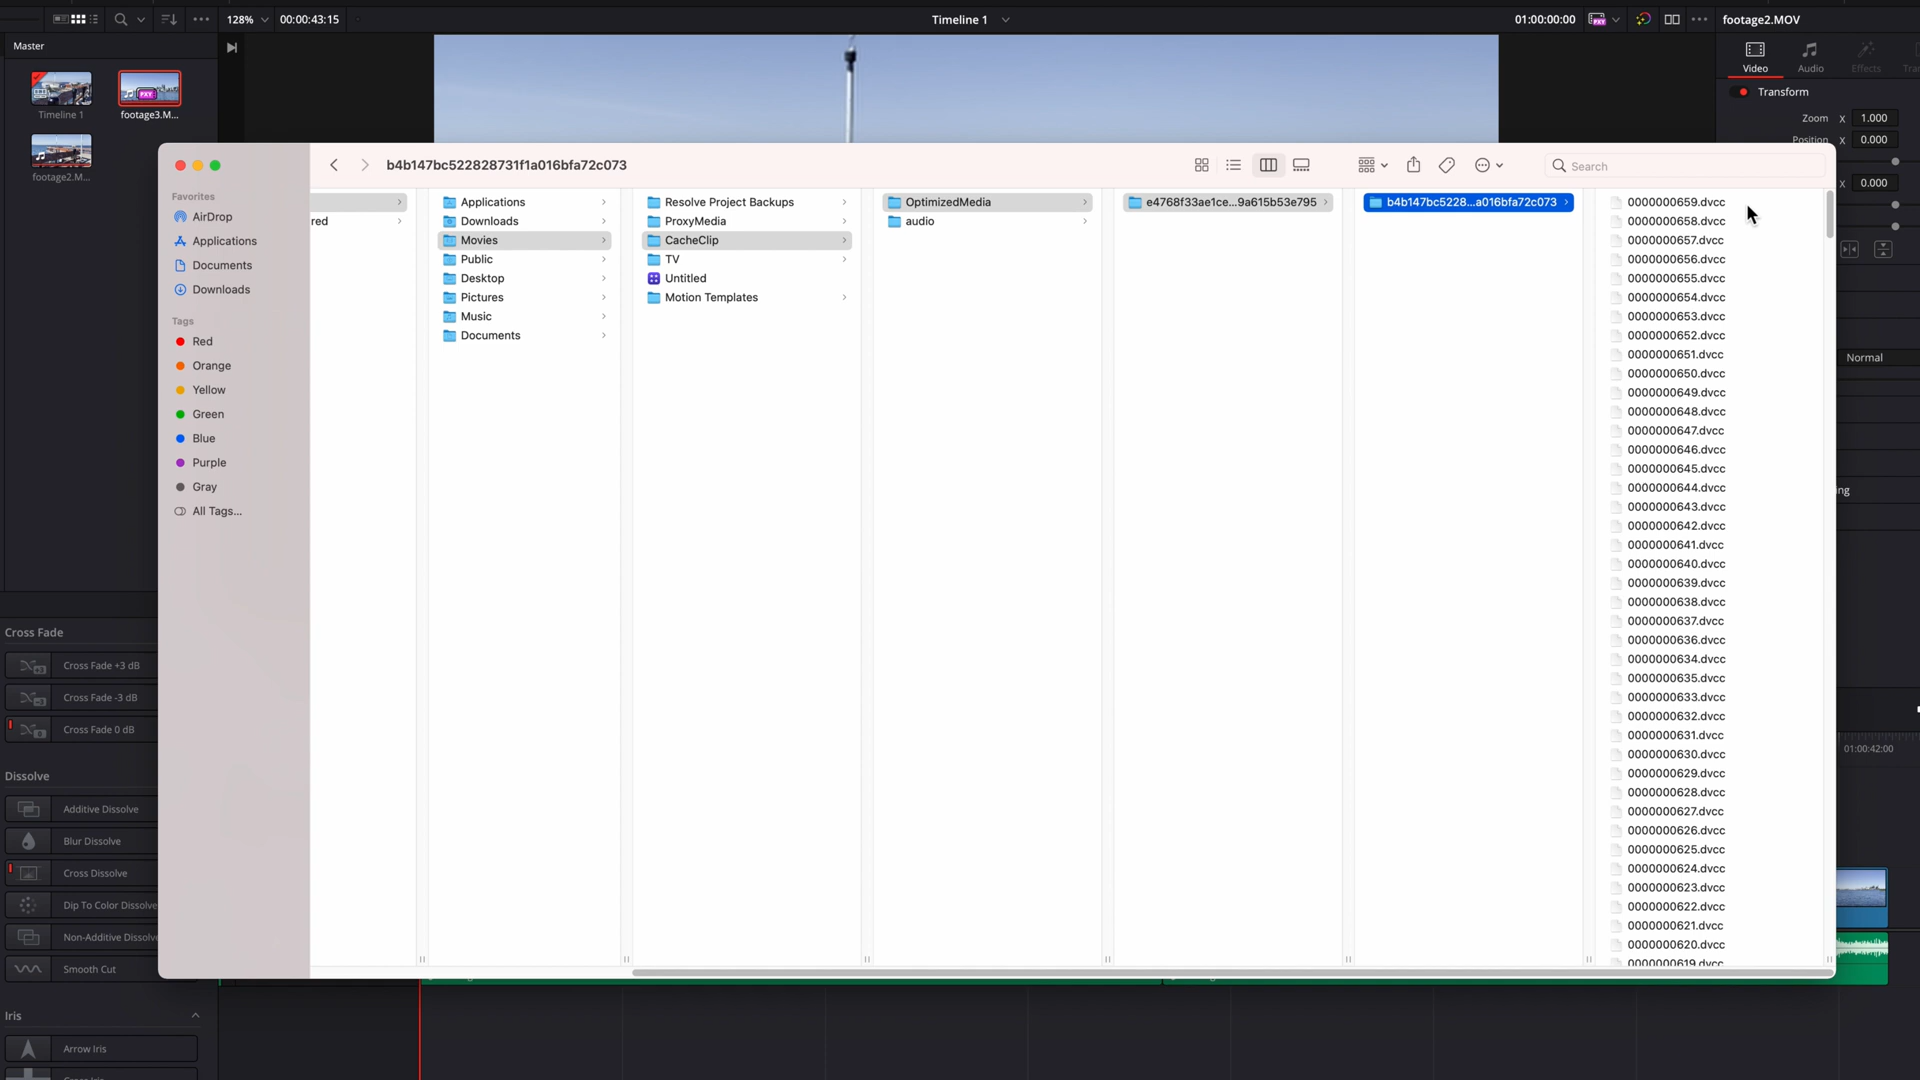 128%
00:00:43:15
Timeline 1
01:00:00:00
footage2.MOV
Master
Timeline 1
footage3.M...
footage2.M...
PXY
PXY
Video
Audio
Effects
Transform
Zoom X 1.000
Position X 0.000
X 0.000
Normal
ing
01:00:42:00
b4b147bc522828731f1a016bfa72c073
Search
Favorites
AirDrop
Applications
Documents
Downloads
Tags
Red
Orange
Yellow
Green
Blue
Purple
Gray
All Tags...
red
Applications
Downloads
Movies
Public
Desktop
Pictures
Music
Documents
Resolve Project Backups
ProxyMedia
CacheClip
TV
Untitled
Motion Templates
OptimizedMedia
audio
e4768f33ae1ce...9a615b53e795
b4b147bc5228...a016bfa72c073
0000000659.dvcc
0000000658.dvcc
0000000657.dvcc
0000000656.dvcc
0000000655.dvcc
0000000654.dvcc
0000000653.dvcc
0000000652.dvcc
0000000651.dvcc
0000000650.dvcc
0000000649.dvcc
0000000648.dvcc
0000000647.dvcc
0000000646.dvcc
0000000645.dvcc
0000000644.dvcc
0000000643.dvcc
0000000642.dvcc
0000000641.dvcc
0000000640.dvcc
0000000639.dvcc
0000000638.dvcc
0000000637.dvcc
0000000636.dvcc
0000000634.dvcc
0000000635.dvcc
0000000633.dvcc
0000000632.dvcc
0000000631.dvcc
0000000630.dvcc
0000000629.dvcc
0000000628.dvcc
0000000627.dvcc
0000000626.dvcc
0000000625.dvcc
0000000624.dvcc
0000000623.dvcc
0000000622.dvcc
0000000621.dvcc
0000000620.dvcc
0000000619.dvcc
Cross Fade
Cross Fade +3 dB
Cross Fade -3 dB
Cross Fade 0 dB
Dissolve
Additive Dissolve
Blur Dissolve
Cross Dissolve
Dip To Color Dissolve
Non-Additive Dissolve
Smooth Cut
Iris
Arrow Iris